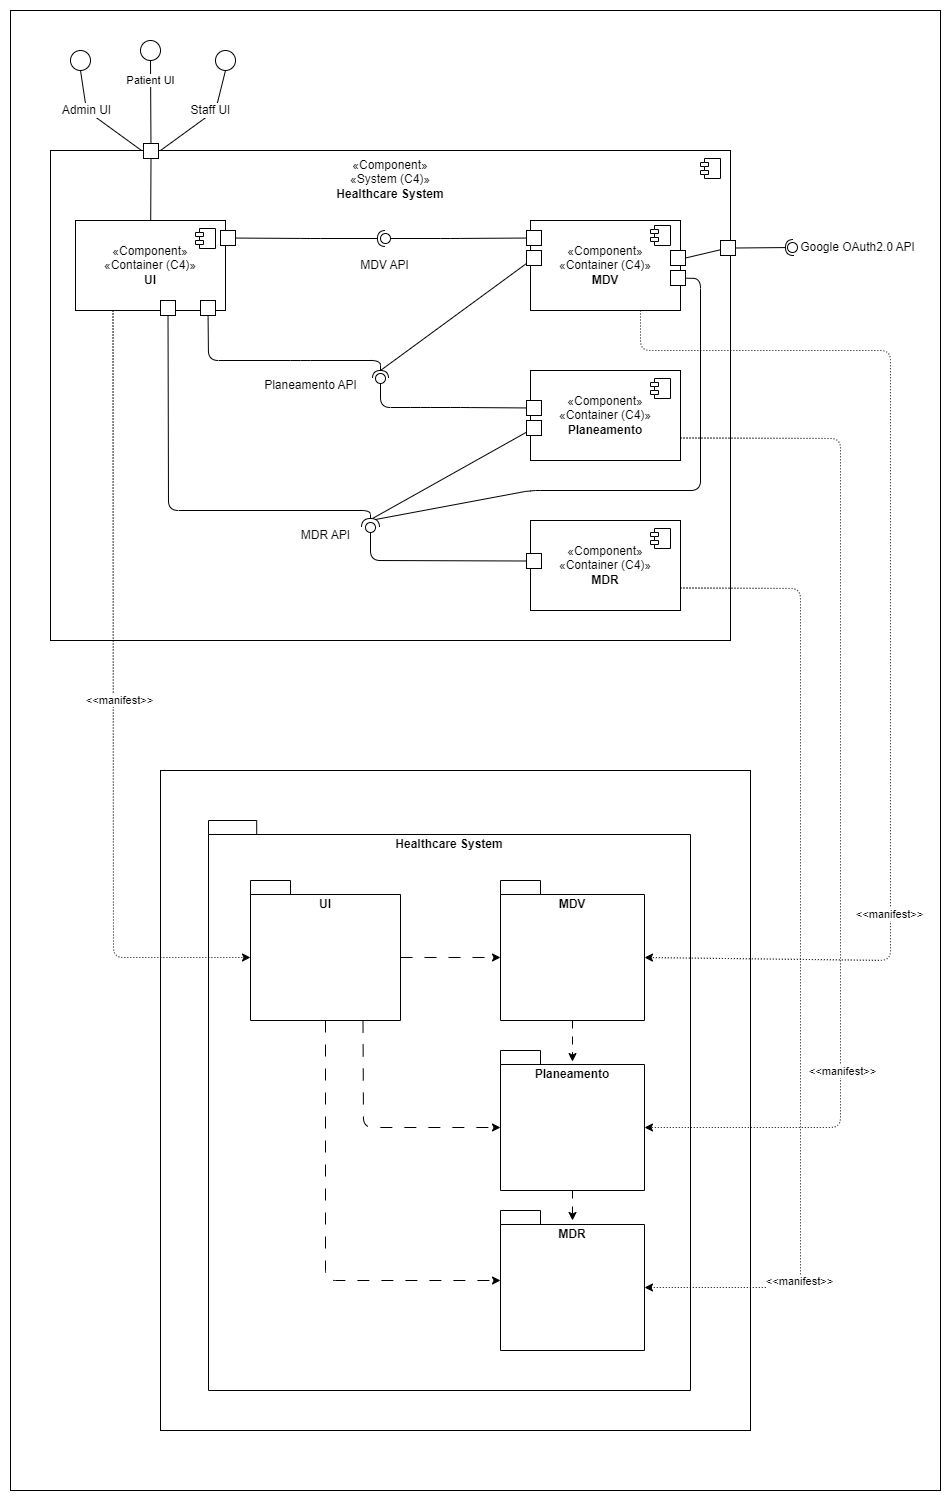 Patient UI
Admin UI
Staff UI
«Component»
«System (C4)»
Healthcare System
«Component»
«Container (C4)»
UI
MDV API
«Component»
«Container (C4)»
MDV
Google OAuth2.0 API
Planeamento API
«Component»
«Container (C4)»
Planeamento
MDR API
«Component»
«Container (C4)»
MDR
<<manifest>>
Healthcare System
UI
MDV
<<manifest>>
Planeamento
<<manifest>>
MDR
<<manifest>>